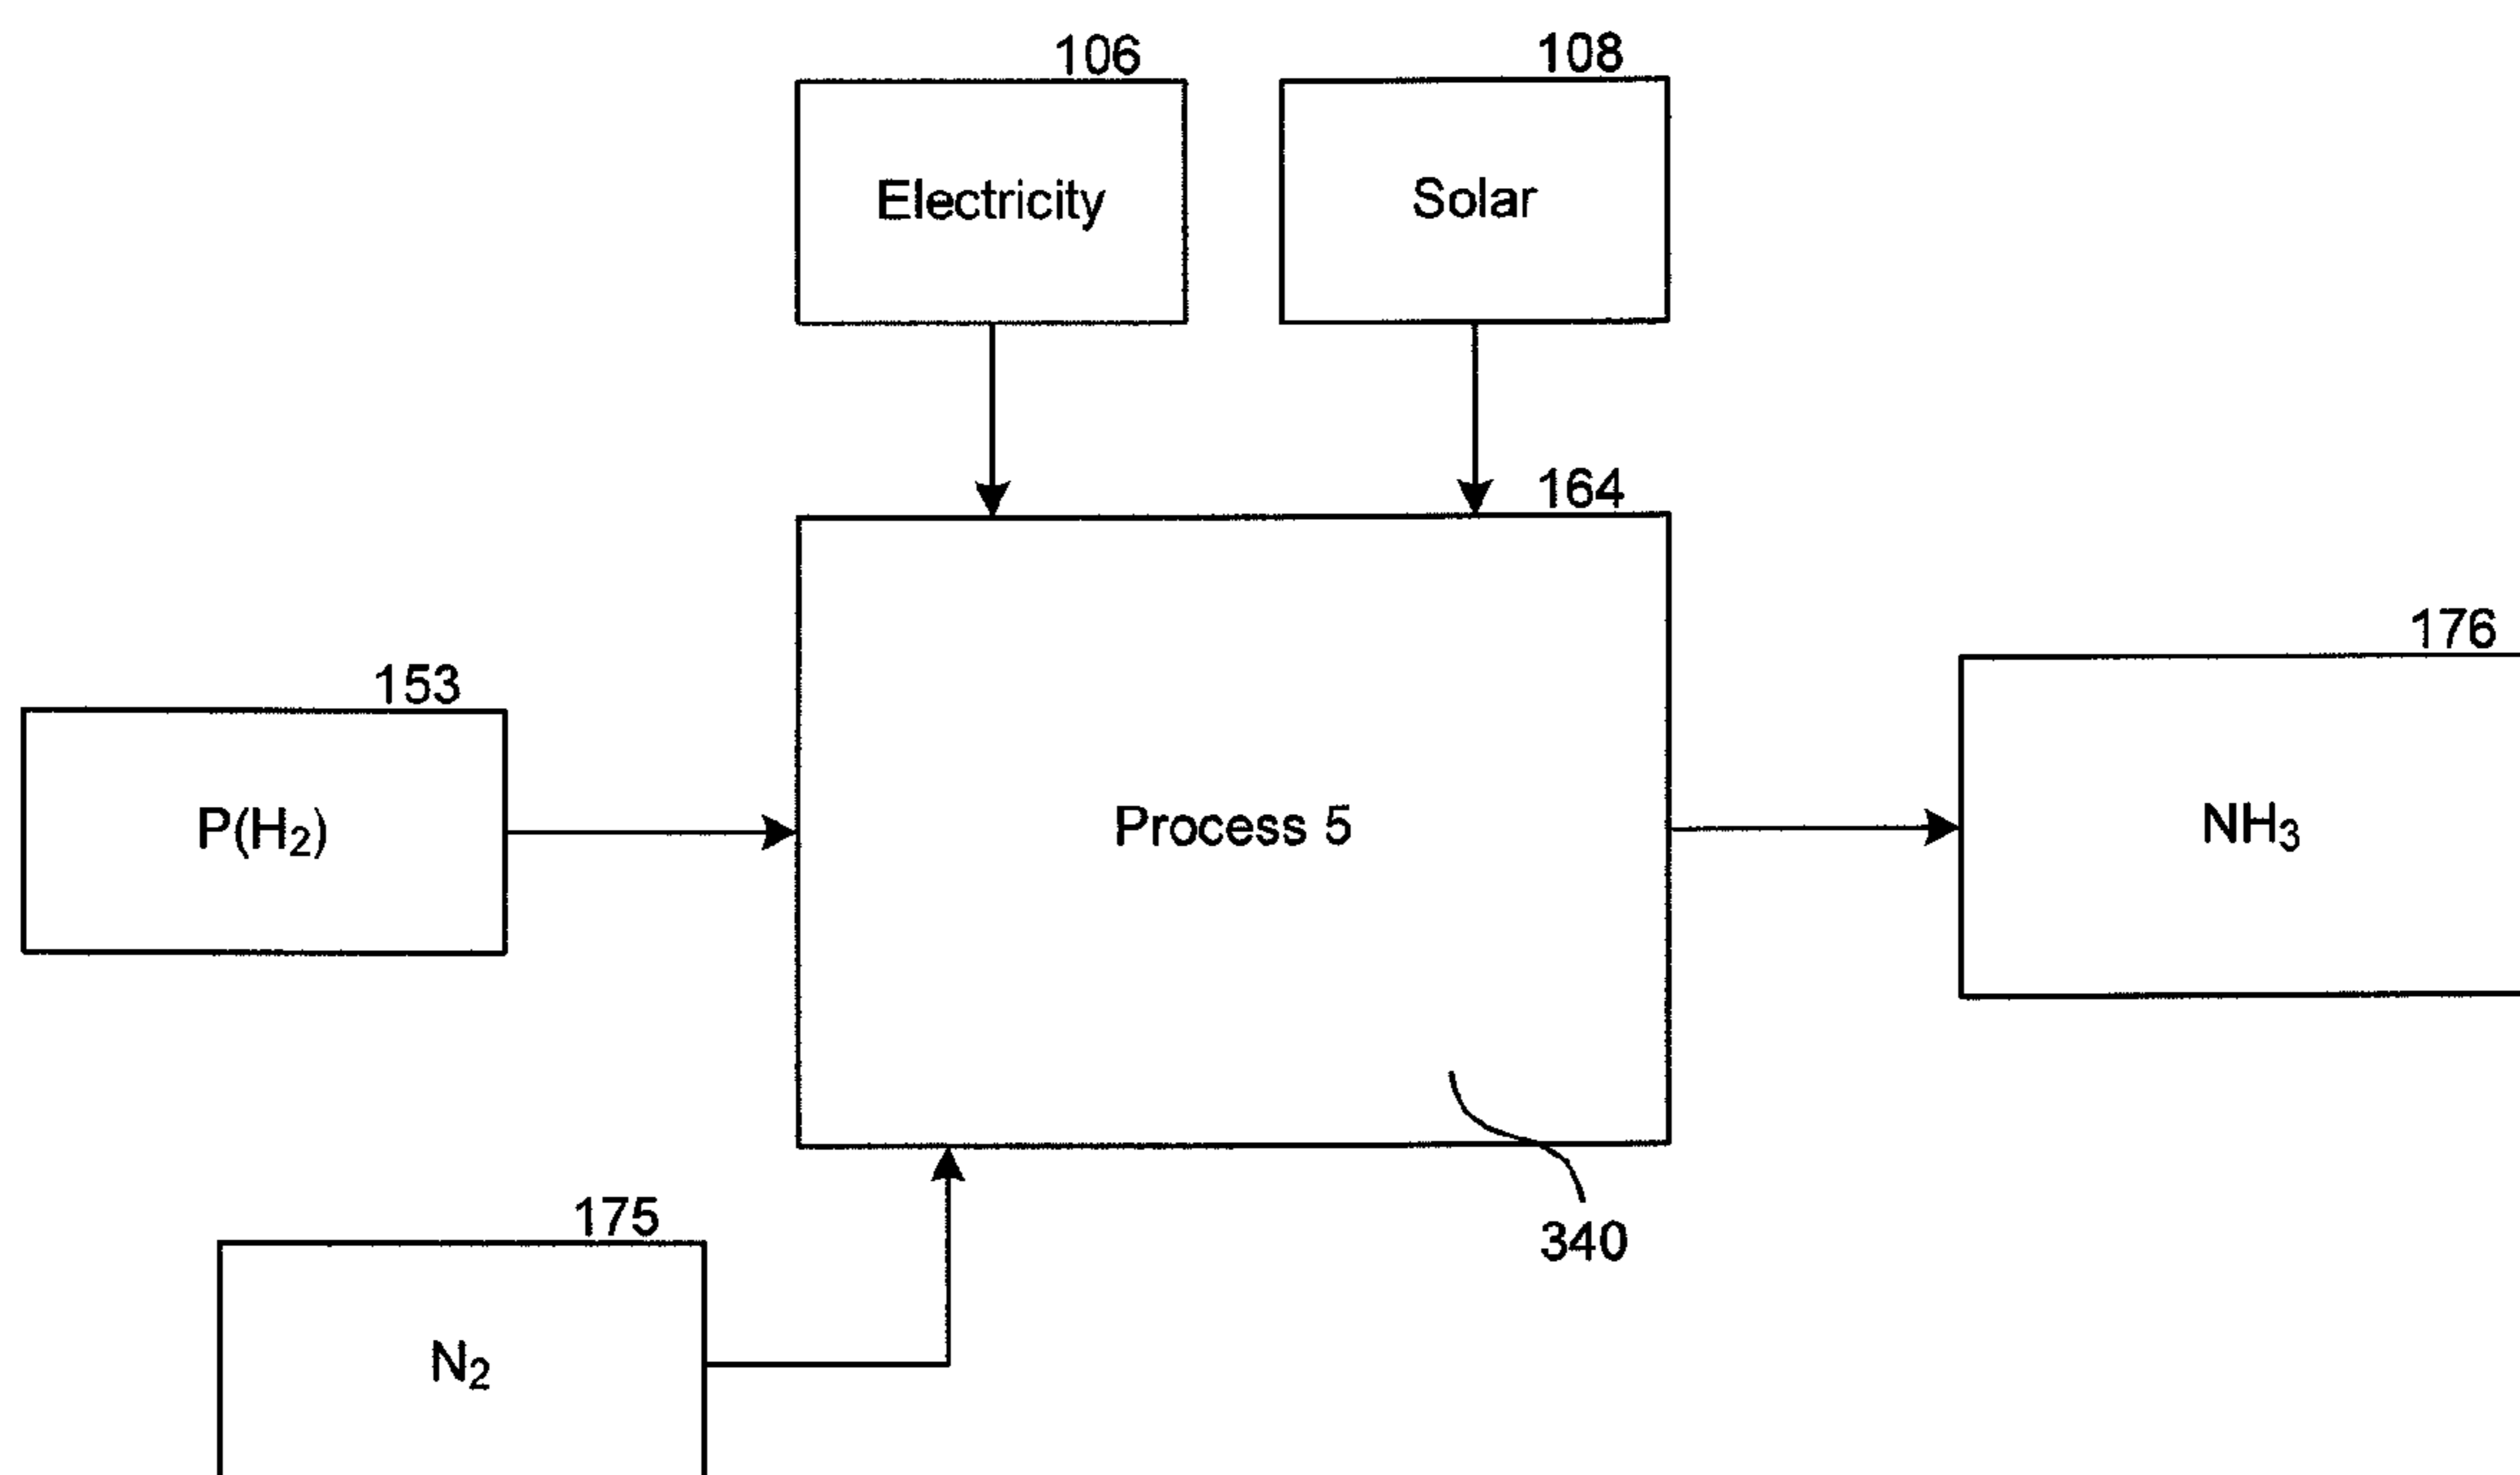 106
108
Electricity
Solar
164
176
153
P(H₂)
Process 5
NH₃
175
340
N₂